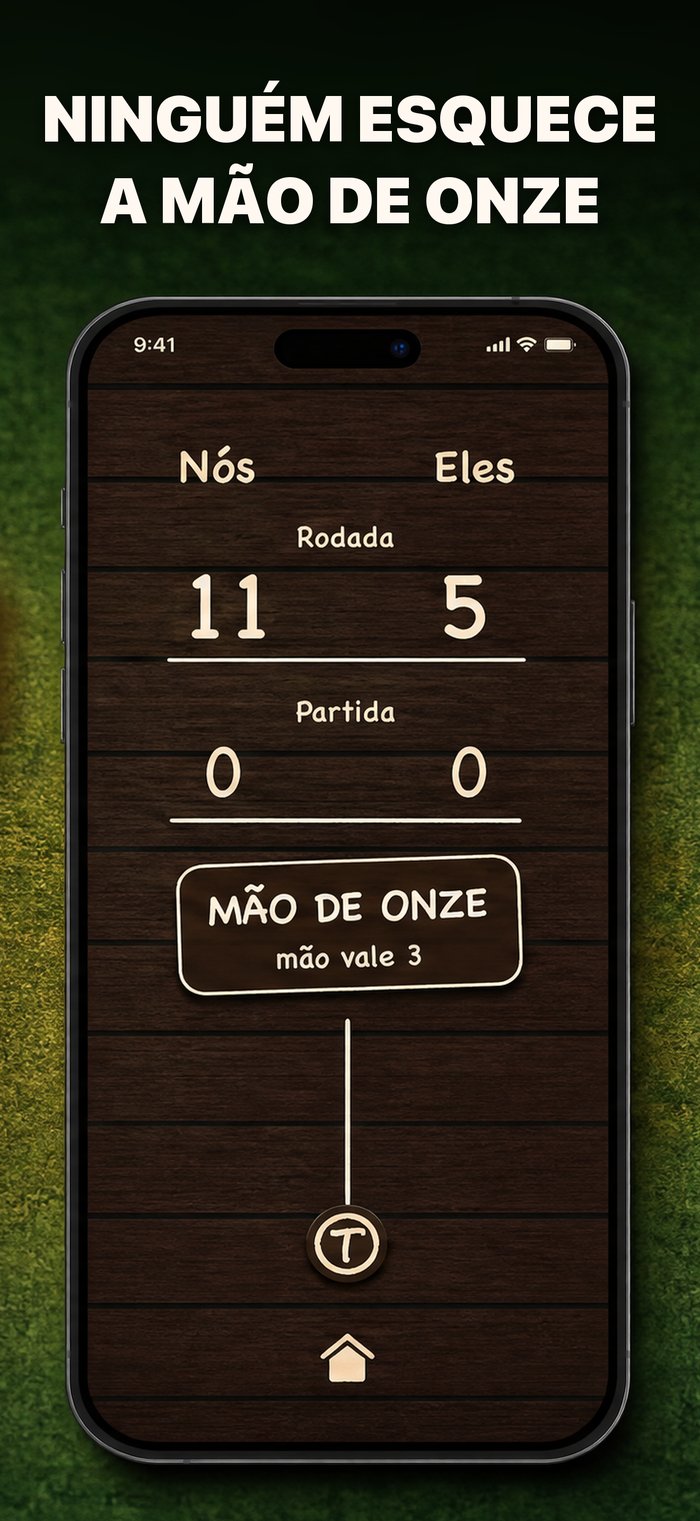 NINGUÉM ESQUECE
A MÃO DE ONZE
9:41
Nós Eles
Rodada
11 5
Partida
0 0
MÃO DE ONZE
mão vale 3
T